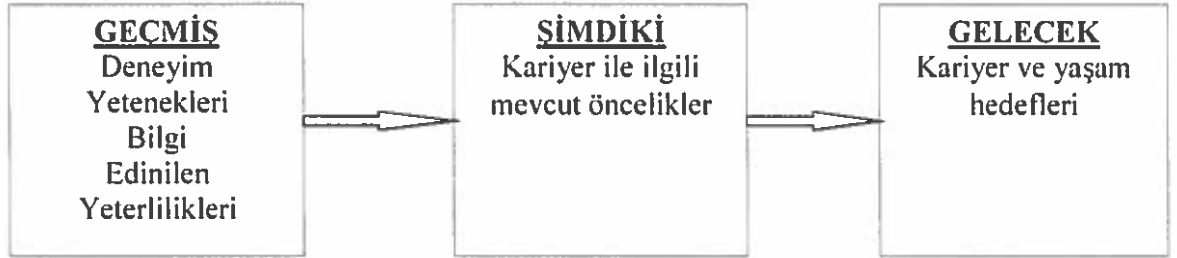 GEÇMİŞ
Deneyim
Yetenekleri
Bilgi
Edinilen
Yeterlilikleri
ŞİMDİKİ
Kariyer ile ilgili
mevcut öncelikler
GELECEK
Kariyer ve yaşam
hedefleri